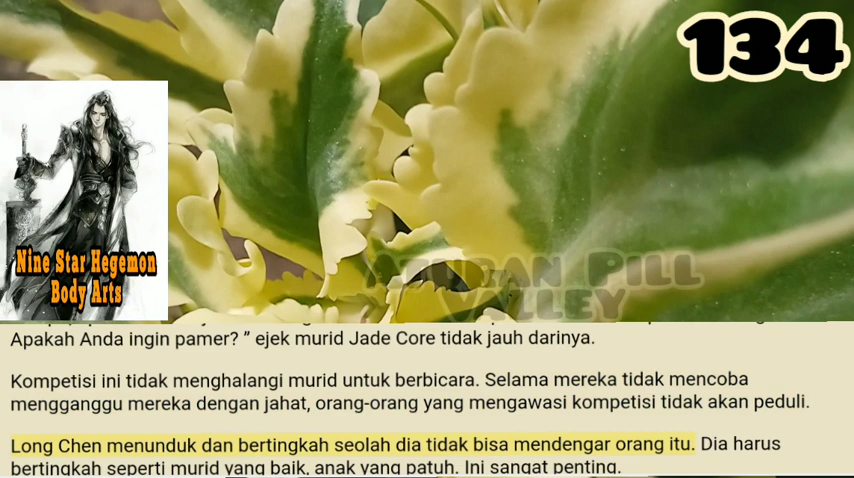 134
Nine Star Hegemon
Body Arts
PILL
VALLEY
Apakah Anda ingin pamer? ” ejek murid Jade Core tidak jauh darinya.
Kompetisi ini tidak menghalangi murid untuk berbicara. Selama mereka tidak mencoba
mengganggu mereka dengan jahat, orang-orang yang mengawasi kompetisi tidak akan peduli.
Long Chen menunduk dan bertingkah seolah dia tidak bisa mendengar orang itu. Dia harus
bertingkah seperti murid yang baik, anak yang patuh. Ini sangat penting.